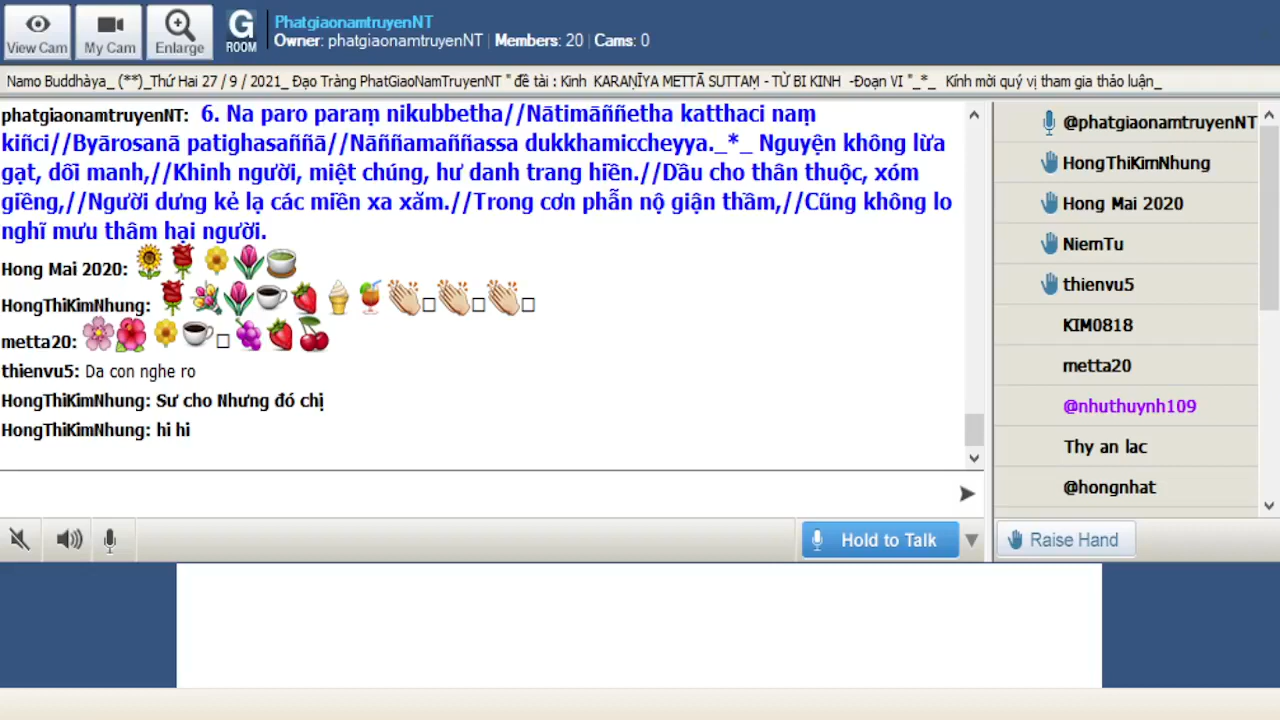 View Cam
My Cam
Enlarge
G
ROOM
PhatgiaonamtruyenNT
Owner: phatgiaonamtruyenNT | Members: 20 | Cams: 0
Namo Buddhàya_ (**)_Thứ Hai 27 / 9 / 2021_ Đạo Tràng PhatGiaoNamTruyenNT " đề tài : Kinh KARAṆĪYA METTĀ SUTTAṂ - TỪ BI KINH -Đoạn VI "_*_ Kính mời quý vị tham gia thảo luận_
phatgiaonamtruyenNT: 6. Na paro paraṃ nikubbetha//Nātimāññetha katthaci naṃ
kiñci//Byārosanā patighasaññā//Nāññamaññassa dukkhamiccheyya._*_ Nguyện không lừa
gạt, dối manh,//Khinh người, miệt chúng, hư danh trang hiền.//Dầu cho thân thuộc, xóm
giềng,//Người dưng kẻ lạ các miền xa xăm.//Trong cơn phẫn nộ giận thầm,//Cũng không lo
nghĩ mưu thâm hại người.
Hong Mai 2020:
HongThiKimNhung:
metta20:
thienvu5: Da con nghe ro
HongThiKimNhung: Sư cho Nhưng đó chị
HongThiKimNhung: hi hi
@phatgiaonamtruyenNT
HongThiKimNhung
Hong Mai 2020
NiemTu
thienvu5
KIM0818
metta20
@nhuthuynh109
Thy an lac
@hongnhat
Hold to Talk
Raise Hand